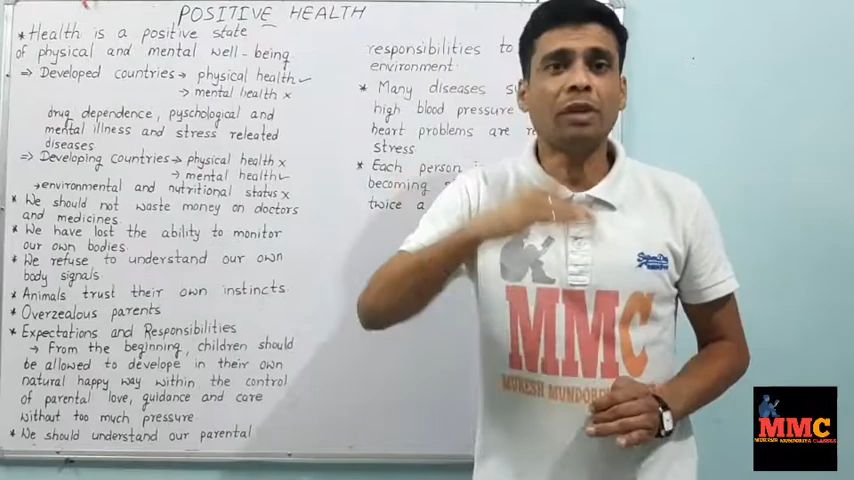 POSITIVE HEALTH
* Health is a positive state
of physical and mental well-being
→ Developed countries → physical health ✓
→ mental health ×
drug dependence, pyschological and
mental illness and stress releated
diseases
→ Developing countries → physical health ×
→ mental health ×
→ environmental and nutritional status ×
* We should not waste money on doctors
and medicines
* We have lost the ability to monitor
our own bodies
* We refuse to understand our own
body signals
* Animals trust their own instincts
* Overzealous parents
* Expectations and Responsibilities
→ From the beginning, children should
be allowed to develop in their own
natural happy way within the control
of parental love, guidance and care
without too much pressure
* We should understand our parental
responsibilities to
environment
* Many diseases
high blood pressure
heart problems are
stress
* Each person
becoming
twice a
MMC
MUKESH
Superdry
MMC
MUKESH MUNDORIYA CLASSES